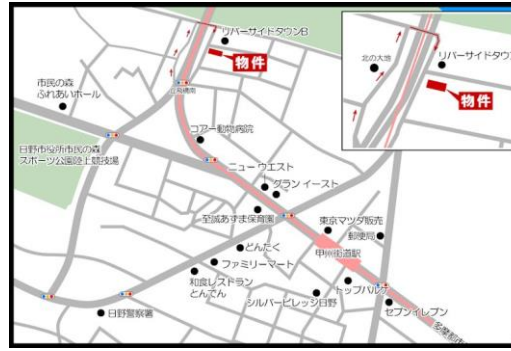 リバーサイドタウンB
物件
市民の森
ふれあいホール
コアー動物病院
日野市役所市民の森
スポーツ公園陸上競技場
ニューウエスト
グランイースト
至誠あずま保育園
東京マツダ販売
郵便局
どんたく
甲州街道駅
ファミリーマート
和食レストラン
とんでん
シルバービレッジ日野
トップパルケ
セブンイレブン
日野警察署
北の大地
リバーサイドタウン
物件